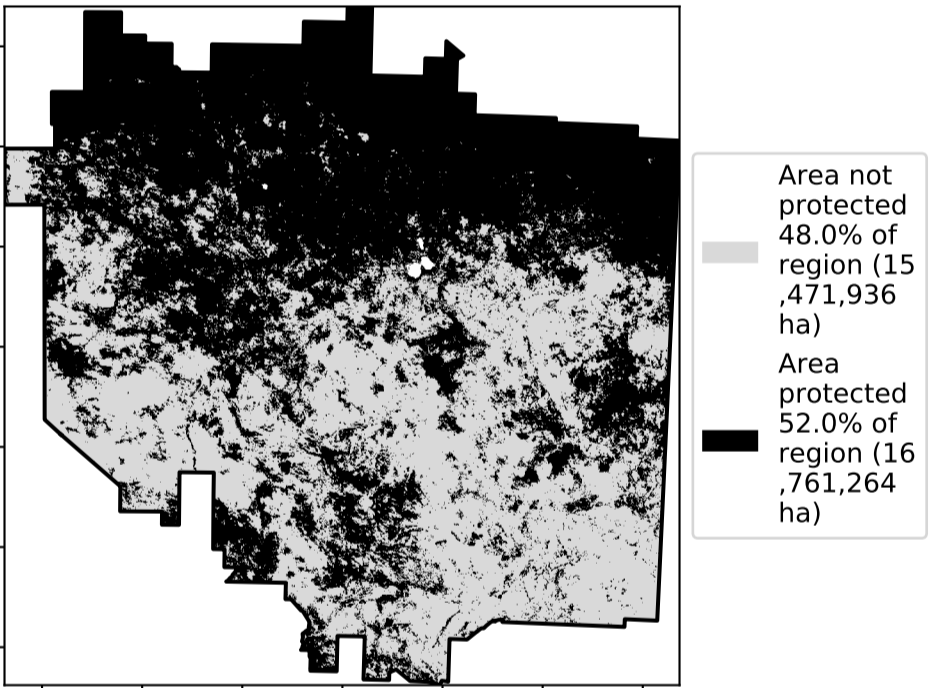 Area not
protected
48.0% of
region (15
,471,936
ha)
Area
protected
52.0% of
region (16
,761,264
ha)